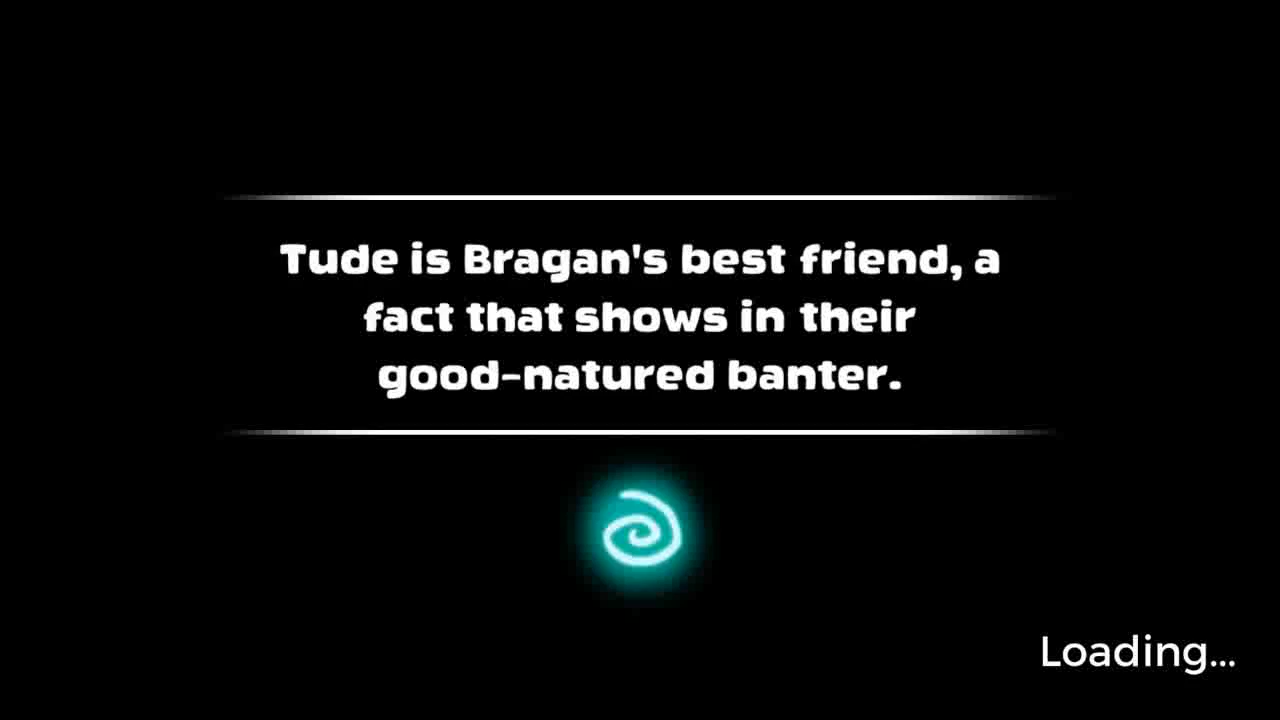 Tude is Bragan's best friend, a
fact that shows in their
good-natured banter.
Loading...